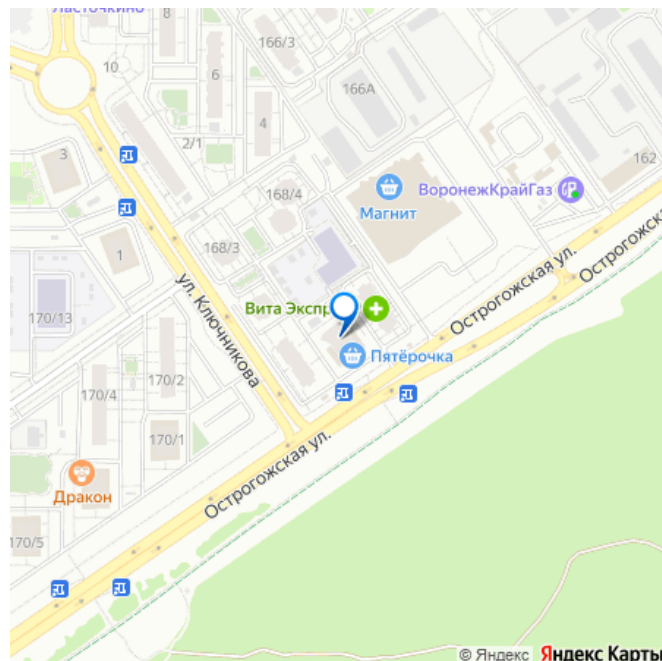 Ласточкино
8
166/3
10
6
166А
4
2/1
3
162
ВоронежКрайГаз
Магнит
168/4
168/3
1
Острогожская ул.
Острогожска
ул. Ключникова
Вита Экспр
170/13
Пятёрочка
170/2
170/4
170/1
Острогожская ул.
Дракон
170/5
© Яндекс Яндекс Карты